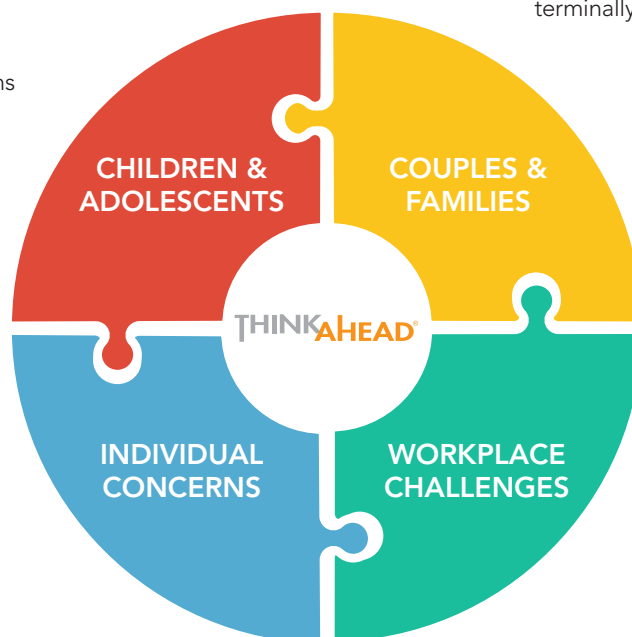 terminally
ns
CHILDREN &
ADOLESCENTS
COUPLES &
FAMILIES
THINKAHEAD®
INDIVIDUAL
CONCERNS
WORKPLACE
CHALLENGES